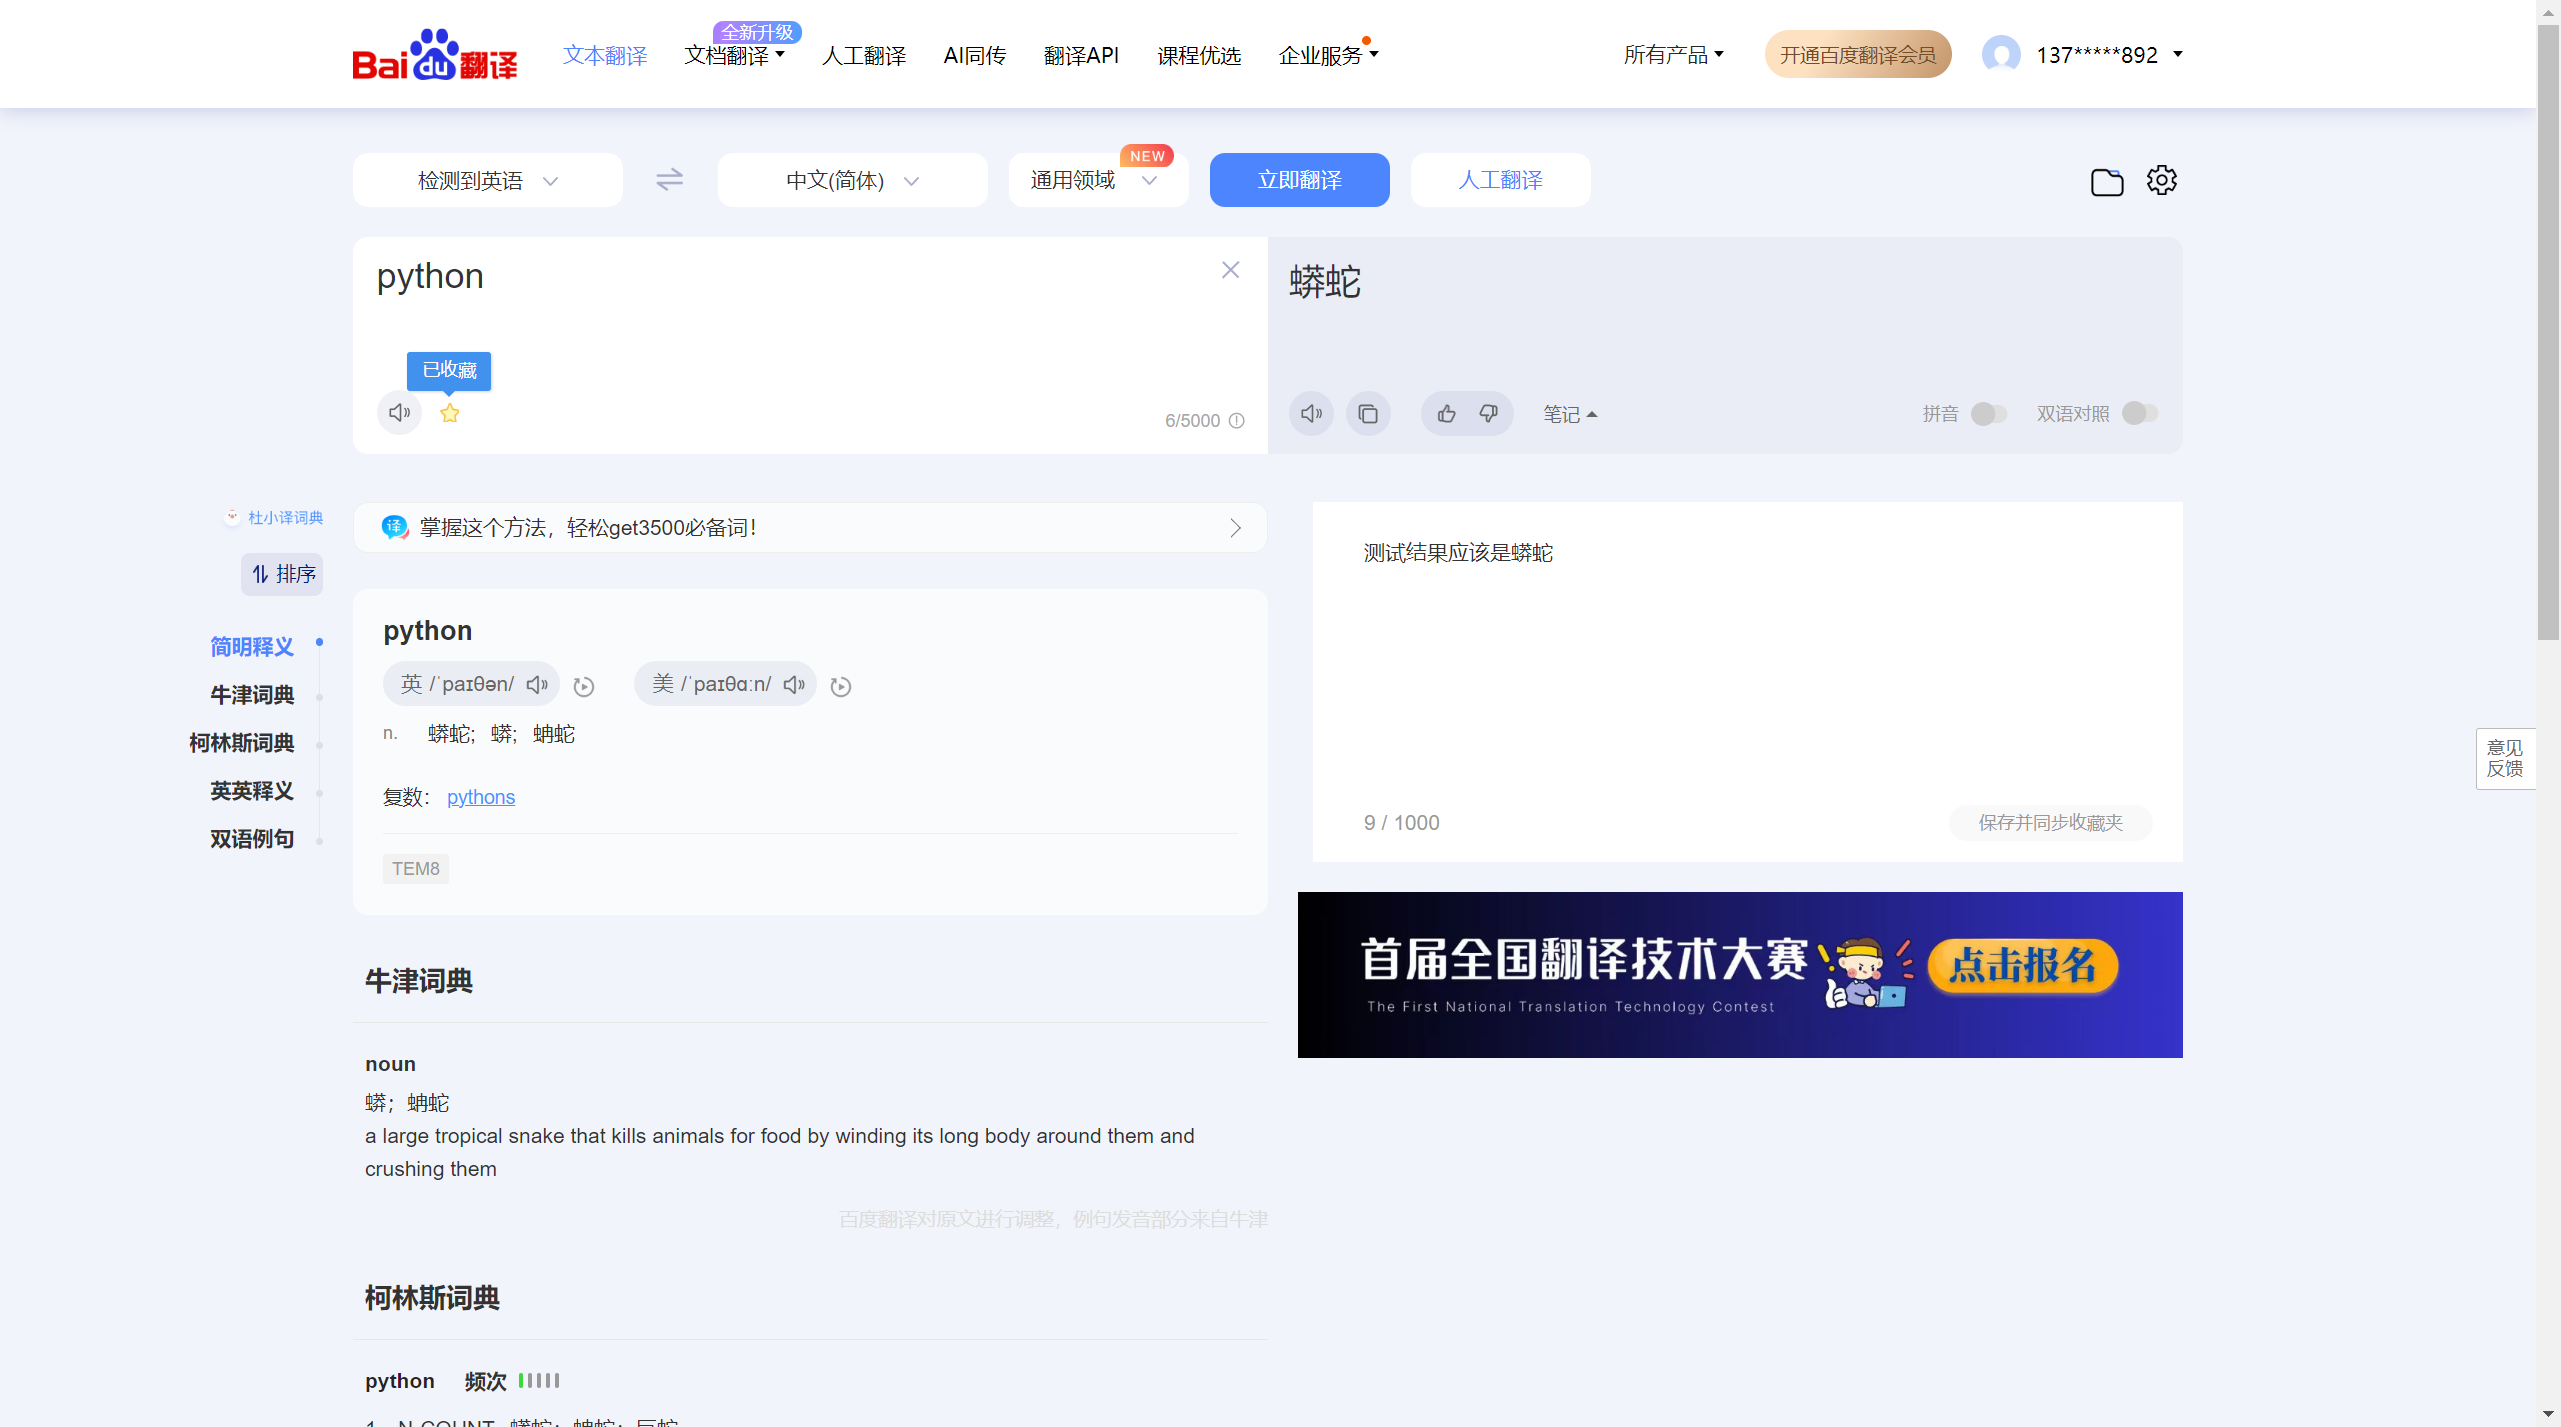 Baidu翻译
文本翻译
全新升级
文档翻译
人工翻译
AI同传
翻译API
课程优选
企业服务
所有产品
开通百度翻译会员
137*****892
检测到英语
中文(简体)
通用领域
NEW
立即翻译
人工翻译
python
蟒蛇
已收藏
6/5000
笔记
拼音
双语对照
杜小译词典
排序
简明释义
牛津词典
柯林斯词典
英英释义
双语例句
译 掌握这个方法，轻松get3500必备词！
python
英 /ˈpaɪθən/
美 /ˈpaɪθɑːn/
n. 蟒蛇；蟒；蚺蛇
复数： pythons
TEM8
测试结果应该是蟒蛇
9 / 1000
保存并同步收藏夹
意见
反馈
首届全国翻译技术大赛
The First National Translation Technology Contest
点击报名
牛津词典
noun
蟒；蚺蛇
a large tropical snake that kills animals for food by winding its long body around them and
crushing them
百度翻译对原文进行调整，例句发音部分来自牛津
柯林斯词典
python 频次
1. N-COUNT 蟒蛇；蚺蛇；巨蛇